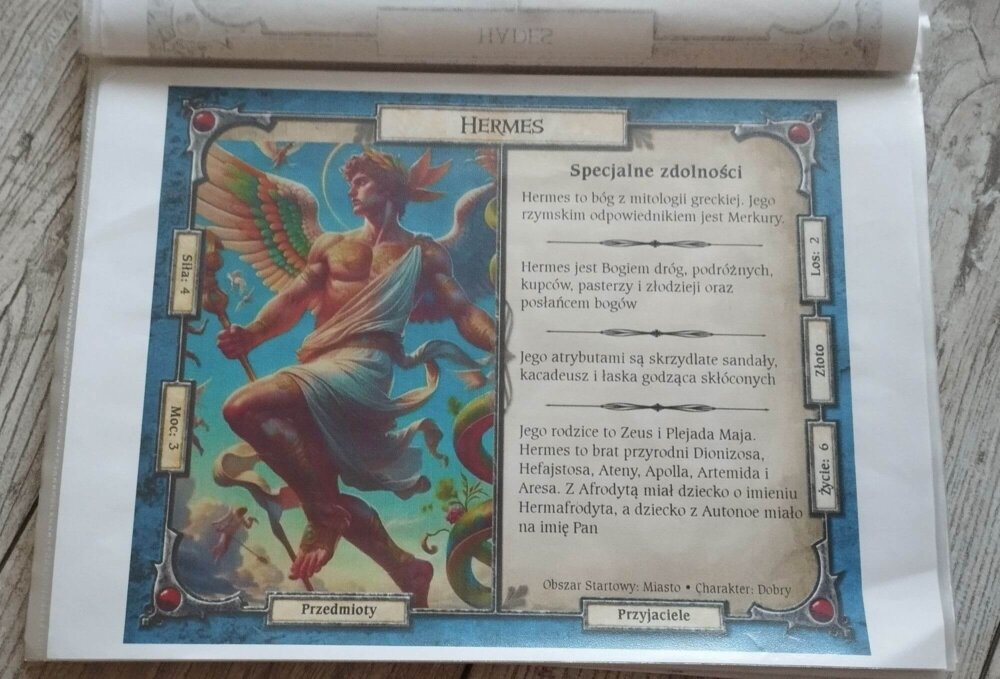 HADES
HERMES
Specjalne zdolności
Hermes to bóg z mitologii greckiej. Jego
rzymskim odpowiednikiem jest Merkury.
Hermes jest Bogiem dróg, podróżnych,
kupców, pasterzy i złodzieji oraz
posłańcem bogów
Jego atrybutami są skrzydlate sandały,
kacadeusz i łaska godząca skłóconych
Jego rodzice to Zeus i Plejada Maja.
Hermes to brat przyrodni Dionizosa,
Hefajstosa, Ateny, Apolla, Artemida i
Aresa. Z Afrodytą miał dziecko o imieniu
Hermafrodyta, a dziecko z Autonoe miało
na imię Pan
Obszar Startowy: Miasto • Charakter: Dobry
Siła: 4
Moc: 3
Los: 2
Złoto
Życie: 6
Przedmioty
Przyjaciele